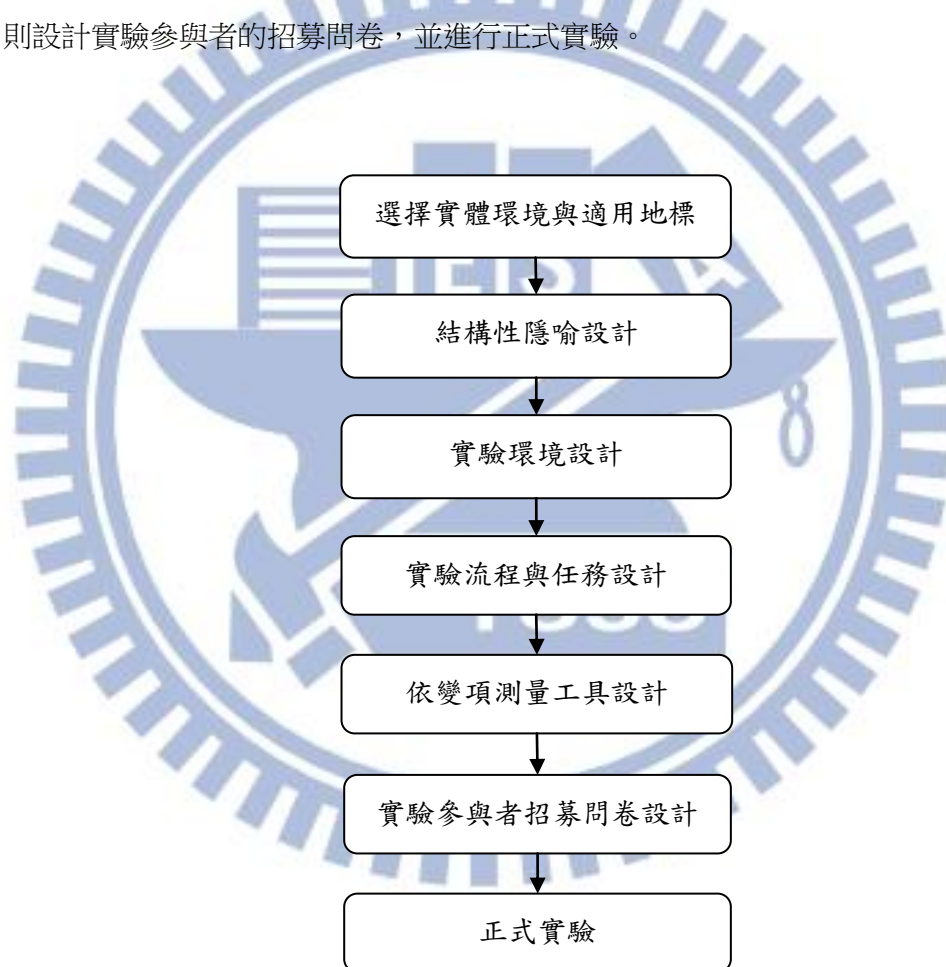 則設計實驗參與者的招募問卷，並進行正式實驗。
選擇實體環境與適用地標
結構性隱喻設計
實驗環境設計
實驗流程與任務設計
依變項測量工具設計
實驗參與者招募問卷設計
正式實驗